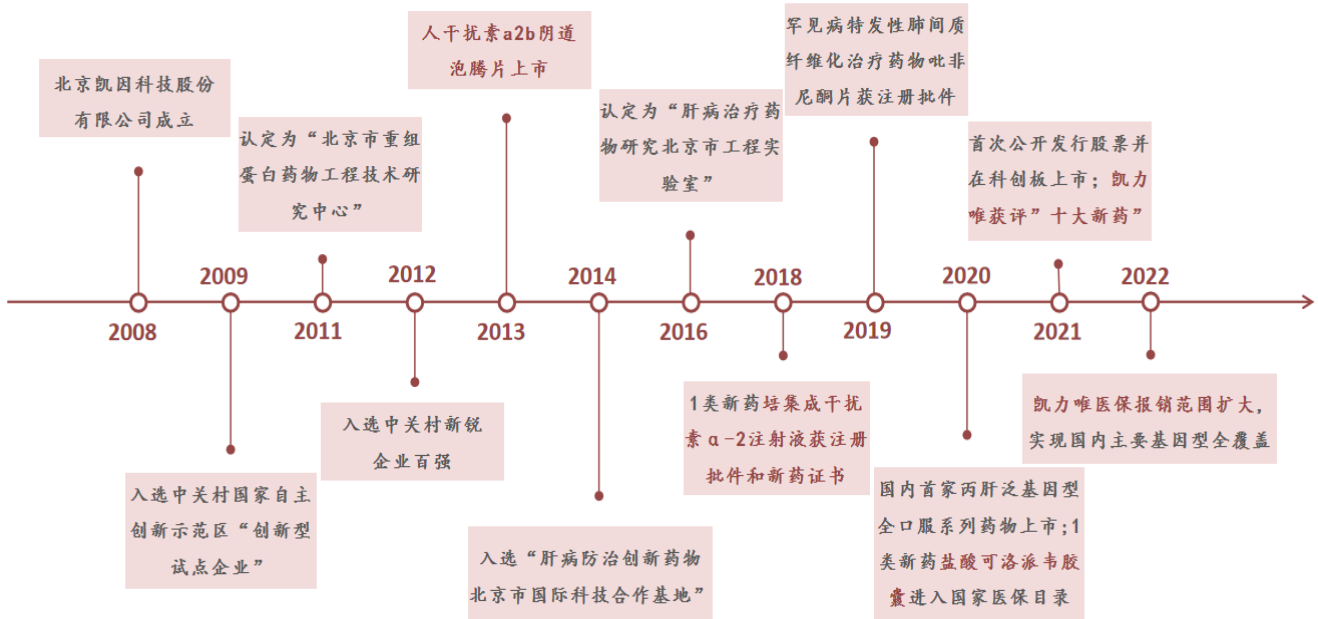 北京凯因科技股份
有限公司成立
人干扰素a2b阴道
泡腾片上市
罕见病特发性肺间质
纤维化治疗药物吡非
尼酮片获注册批件
认定为“北京市重组
蛋白药物工程技术研
究中心”
认定为“肝病治疗药
物研究北京市工程实
验室”
首次公开发行股票并
在科创板上市；凯力
唯获评”十大新药”
2009
2012
2014
2018
2020
2022
2008
2011
2013
2016
2019
2021
入选中关村国家自主
创新示范区“创新型
试点企业”
入选中关村新锐
企业百强
入选“肝病防治创新药物
北京市国际科技合作基地”
1类新药培集成干扰
素α-2注射液获注册
批件和新药证书
国内首家丙肝泛基因型
全口服系列药物上市;1
类新药盐酸可洛派韦胶
囊进入国家医保目录
凯力唯医保报销范围扩大，
实现国内主要基因型全覆盖